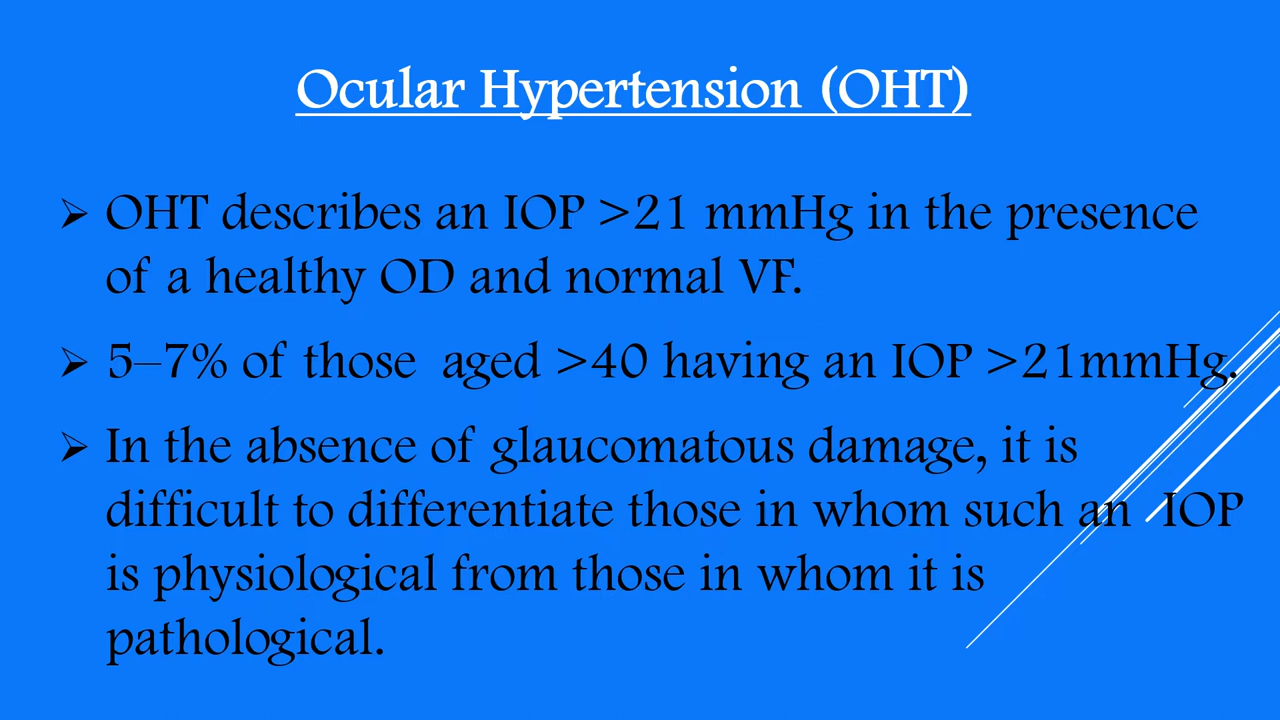 Ocular Hypertension (OHT)
➢ OHT describes an IOP >21 mmHg in the presence
of a healthy OD and normal VF.
➢ 5–7% of those aged >40 having an IOP >21mmHg.
➢ In the absence of glaucomatous damage, it is
difficult to differentiate those in whom such an IOP
is physiological from those in whom it is
pathological.